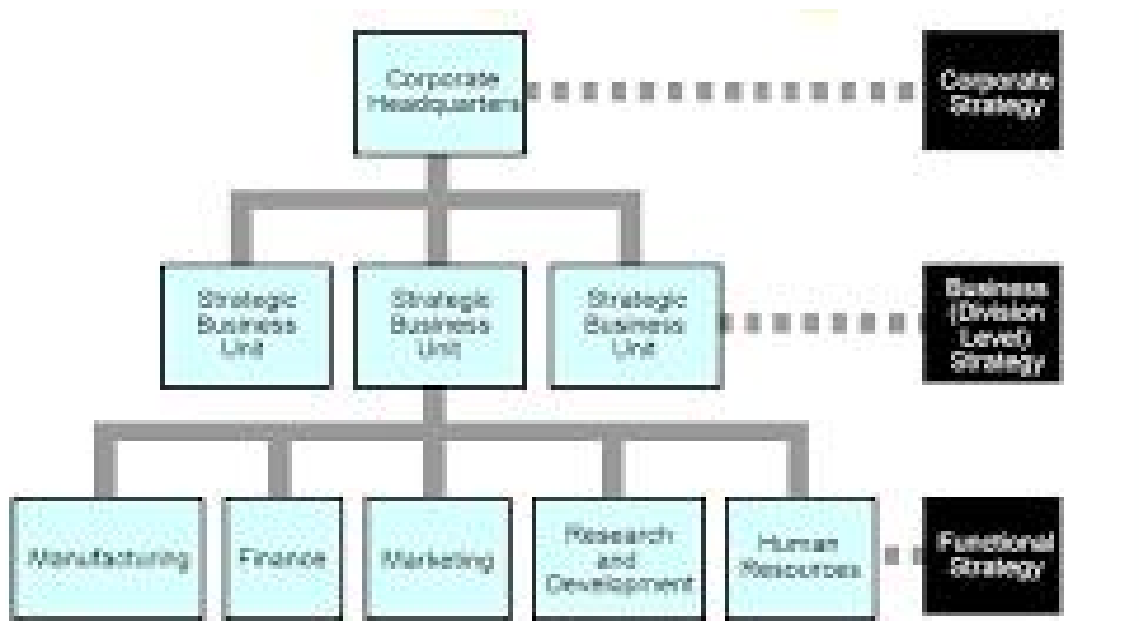 Corporate
Headquarters
Corporate
Strategy
Strategic
Business
Unit
Strategic
Business
Unit
Strategic
Business
Unit
Business
(Division
Level)
Strategy
Manufacturing
Finance
Marketing
Research
and
Development
Human
Resources
Functional
Strategy